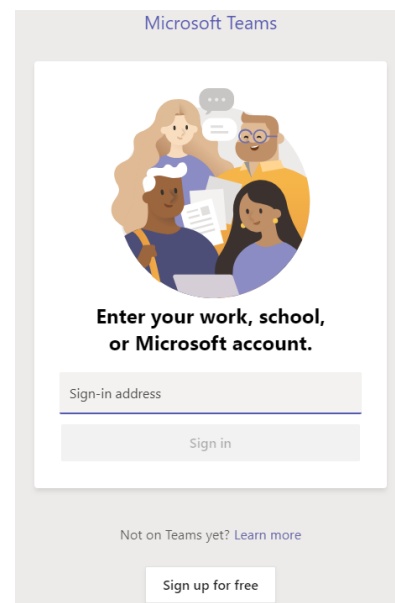 Microsoft Teams
Enter your work, school,
or Microsoft account.
Sign-in address
Sign in
Not on Teams yet? Learn more
Sign up for free